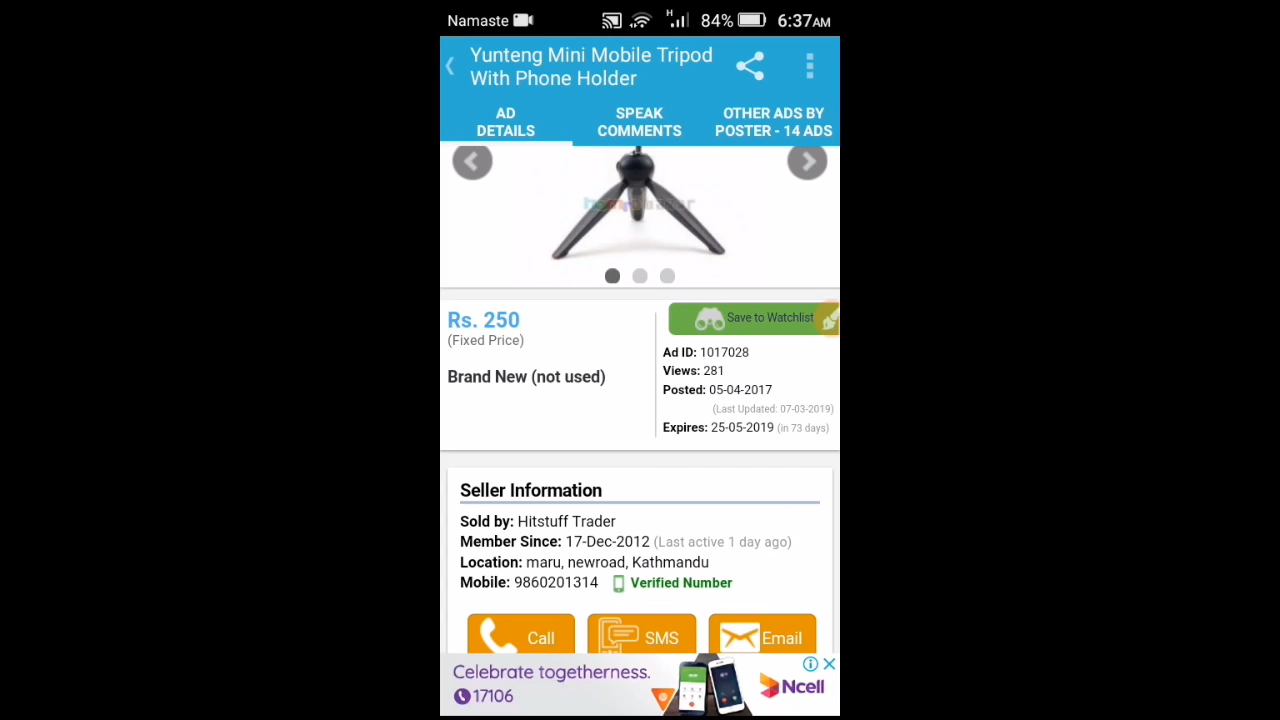 Namaste
H
84%
6:37AM
Yunteng Mini Mobile Tripod
With Phone Holder
AD
DETAILS
SPEAK
COMMENTS
OTHER ADS BY
POSTER - 14 ADS
Rs. 250
(Fixed Price)
Brand New (not used)
Save to Watchlist
Ad ID: 1017028
Views: 281
Posted: 05-04-2017
(Last Updated: 07-03-2019)
Expires: 25-05-2019 (in 73 days)
Seller Information
Sold by: Hitstuff Trader
Member Since: 17-Dec-2012 (Last active 1 day ago)
Location: maru, newroad, Kathmandu
Mobile: 9860201314 Verified Number
Call
SMS
Email
Celebrate togetherness.
17106
Ncell